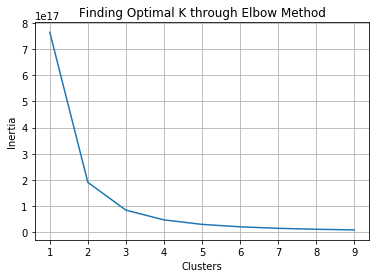 Finding Optimal K through Elbow Method
1e17
8
7
6
5
4
3
2
1
0
Inertia
1 2 3 4 5 6 7 8 9
Clusters